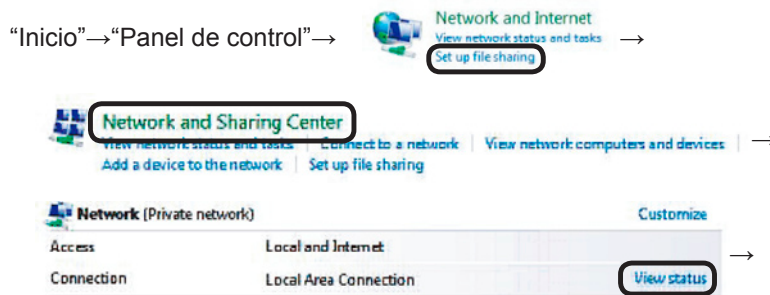 Network and Internet
“Inicio”→“Panel de control”→
View network status and tasks
→
Set up file sharing
Network and Sharing Center
View network status and tasks | Connect to a network | View network computers and devices | →
Add a device to the network | Set up file sharing
Network (Private network) Customize
Access Local and Internet
→
Connection Local Area Connection View status